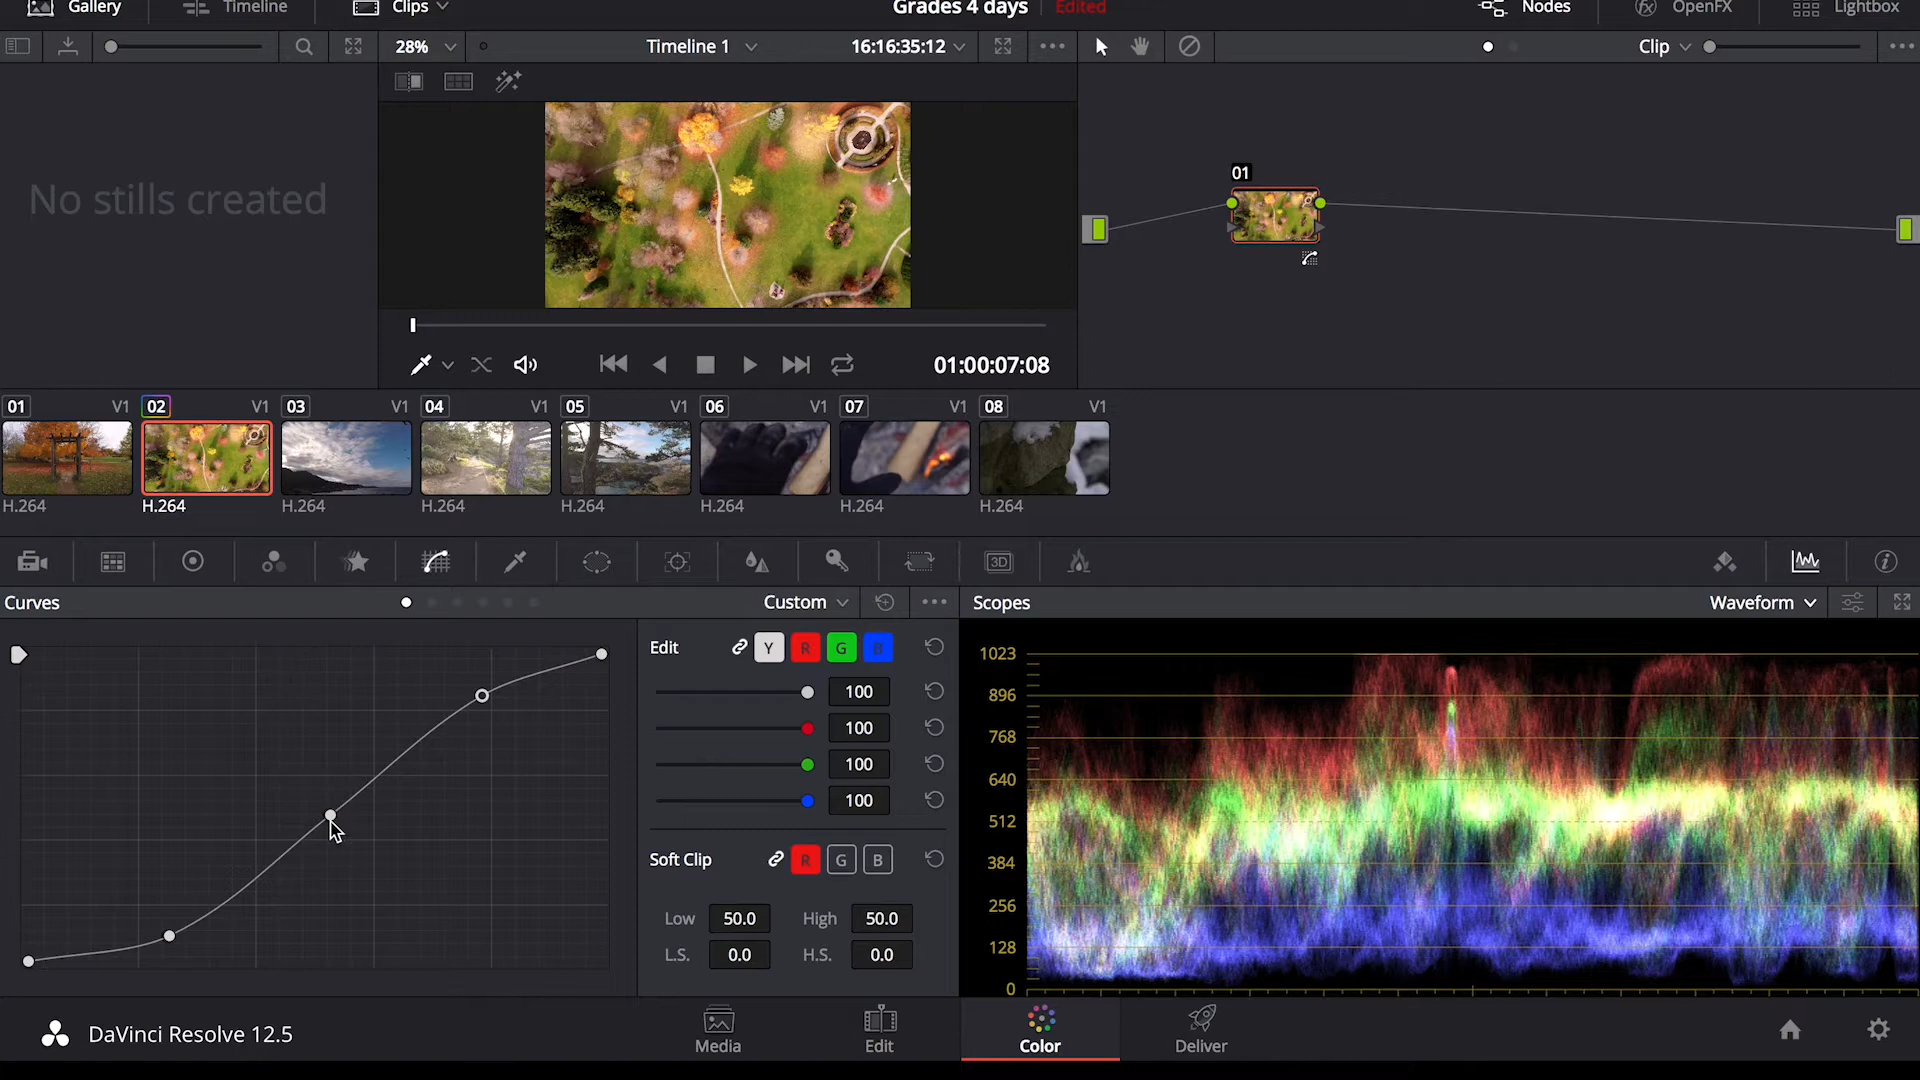 Gallery Timeline Clips Grades 4 days Edited Nodes fx OpenFX Lightbox
28% Timeline 1 16:16:35:12 Clip
No stills created
01
01:00:07:08
01 V1 02 V1 03 V1 04 V1 05 V1 06 V1 07 V1 08 V1
H.264 H.264 H.264 H.264 H.264 H.264 H.264 H.264
3D
Curves Custom Scopes Waveform
Edit Y R G B
100
100
100
100
Soft Clip R G B
Low 50.0 High 50.0
L.S. 0.0 H.S. 0.0
1023
896
768
640
512
384
256
128
0
DaVinci Resolve 12.5 Media Edit Color Deliver